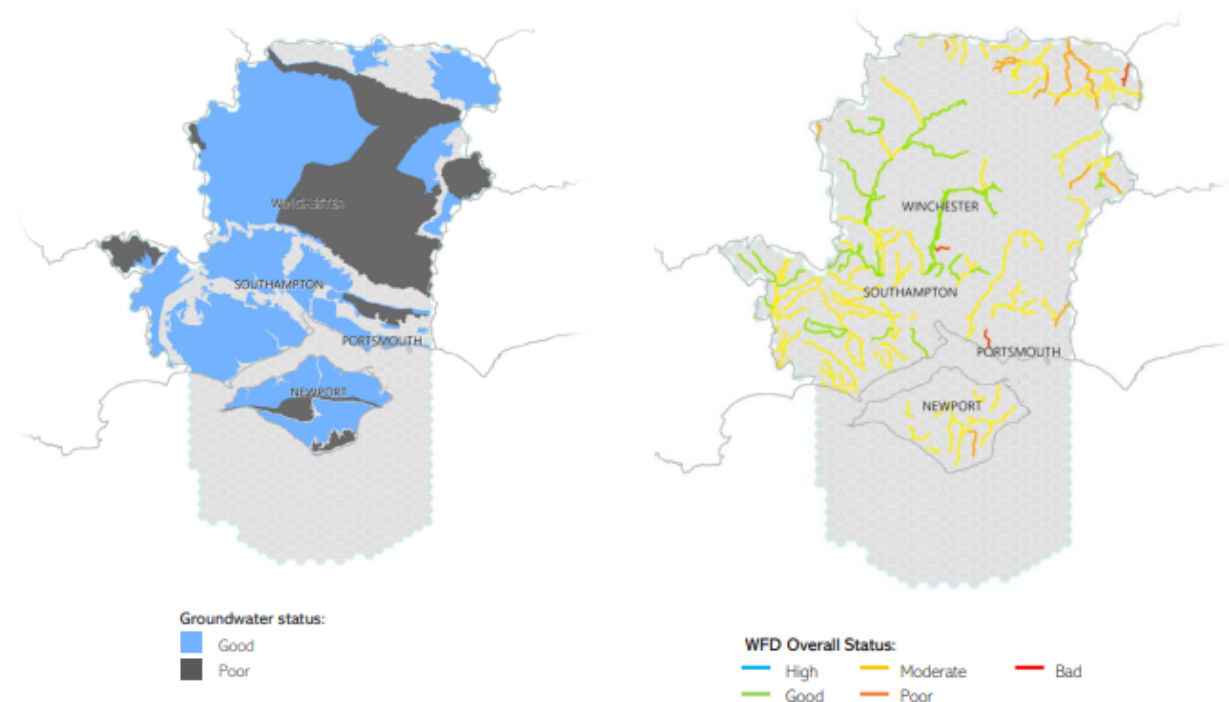 WINCHESTER
SOUTHAMPTON
PORTSMOUTH
NEWPORT
Groundwater status:
Good
Poor
WINCHESTER
SOUTHAMPTON
PORTSMOUTH
NEWPORT
WFD Overall Status:
High Moderate Bad
Good Poor